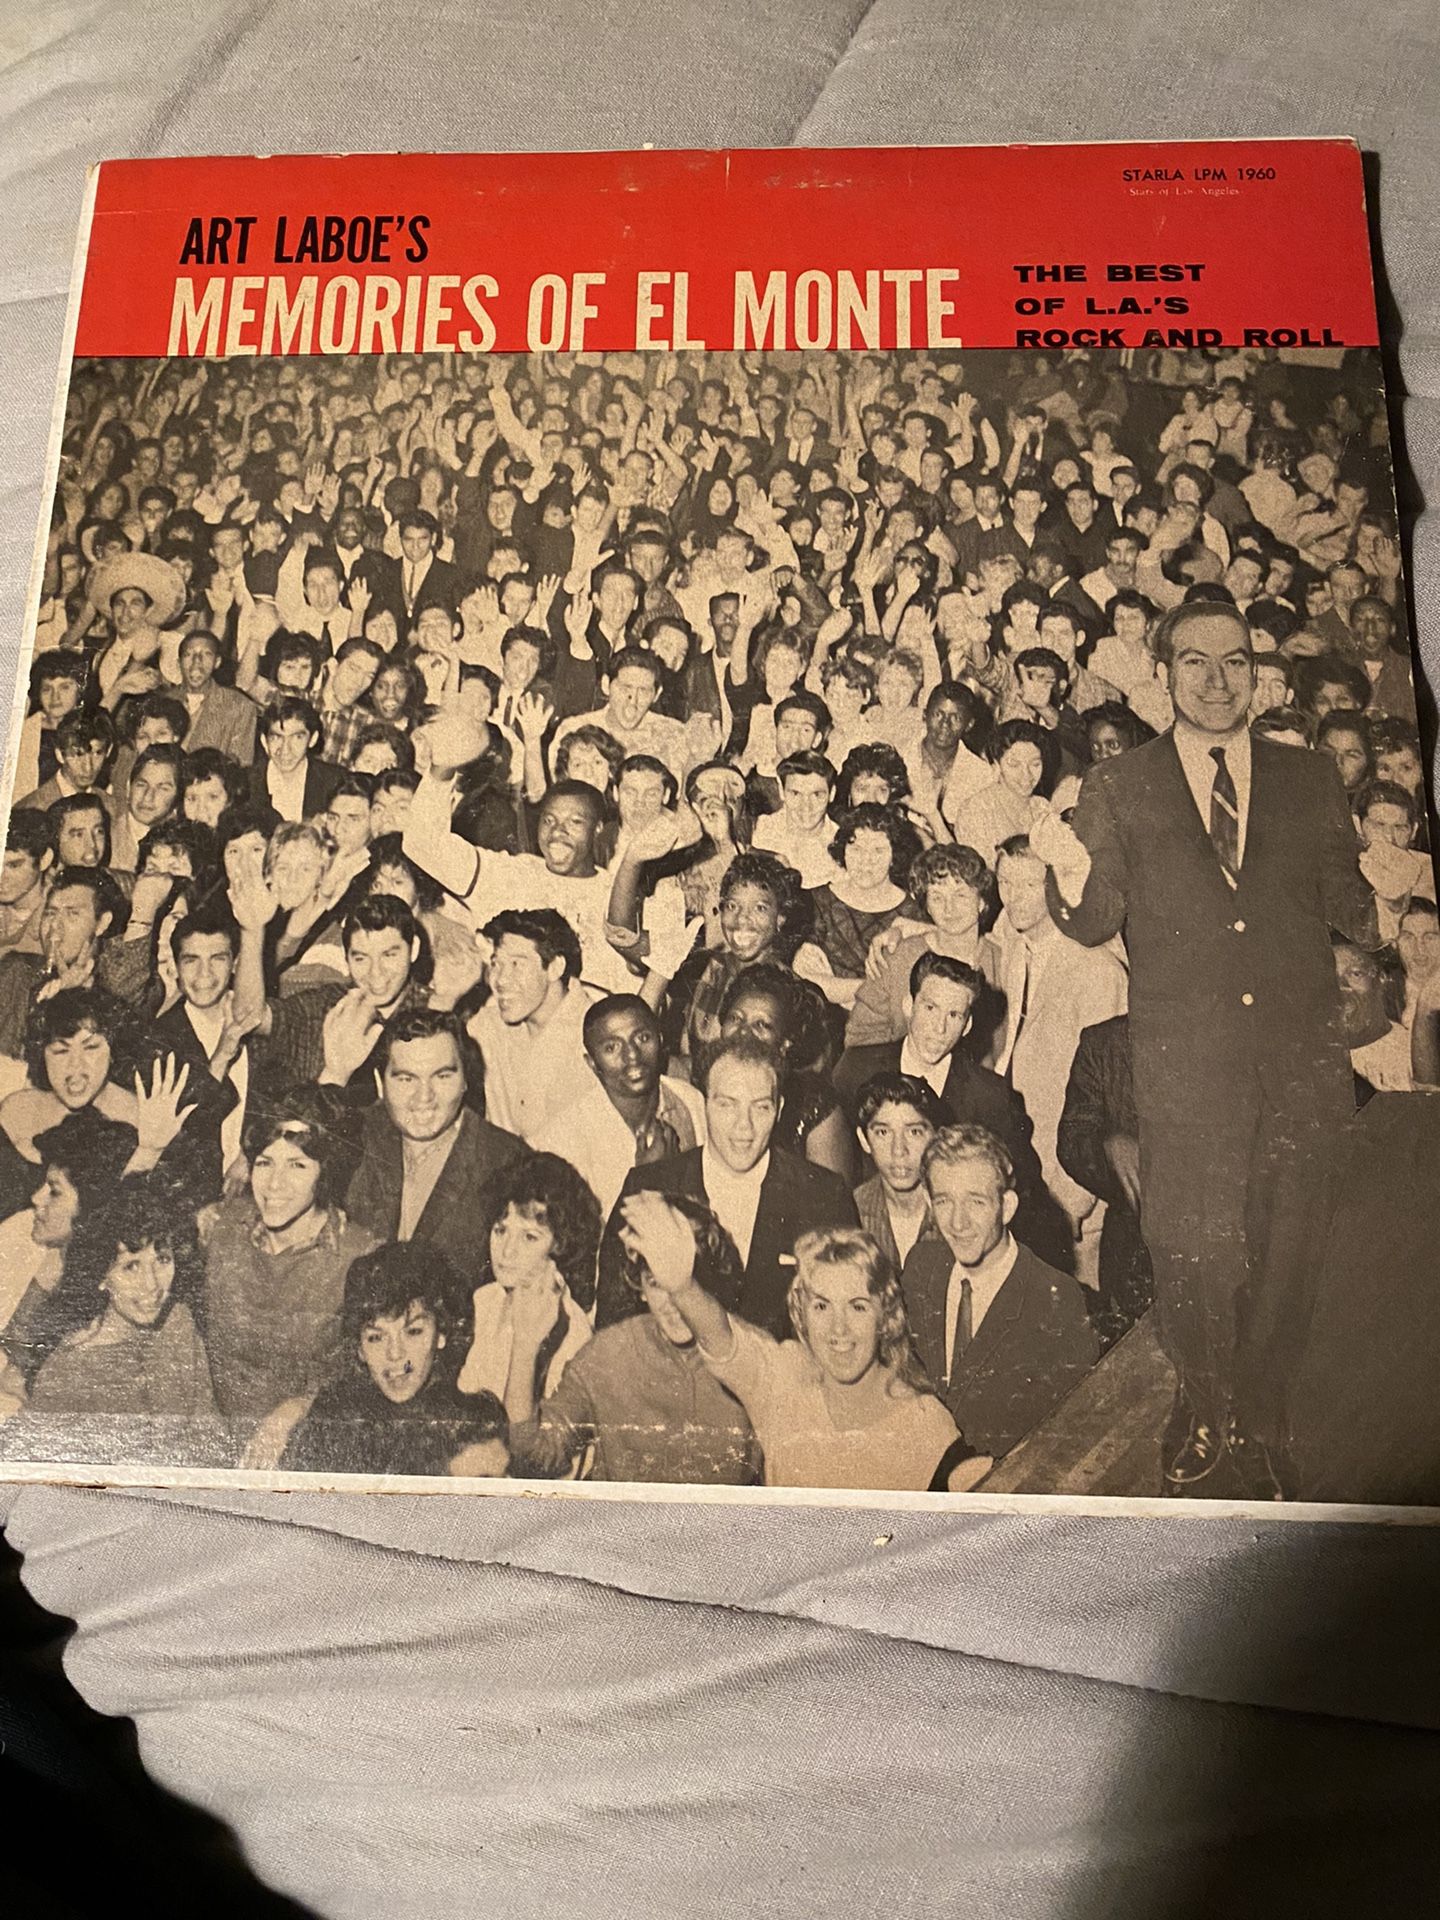 STARLA LPM 1960
Stars of Los Angeles
ART LABOE'S
MEMORIES OF EL MONTE
THE BEST
OF L.A.'S
ROCK AND ROLL